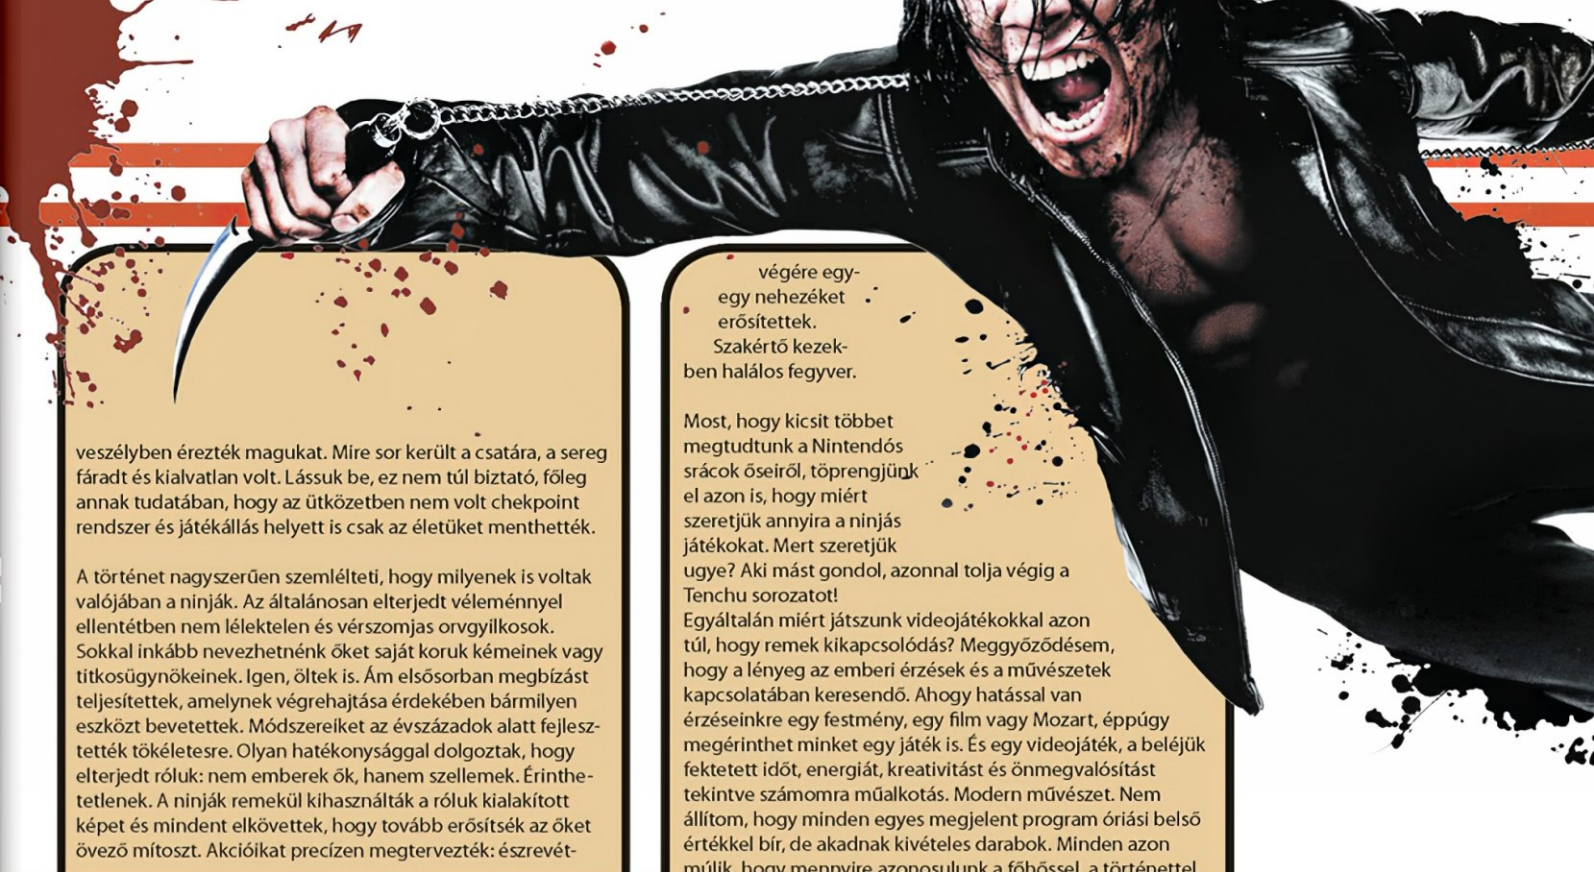 veszélyben érezték magukat. Mire sor került a csatára, a sereg
fáradt és kialvatlan volt. Lássuk be, ez nem túl biztató, főleg
annak tudatában, hogy az ütközetben nem volt chekpoint
rendszer és játékállás helyett is csak az életüket menthették.

A történet nagyszerűen szemlélteti, hogy milyenek is voltak
valójában a ninják. Az általánosan elterjedt véleménnyel
ellentétben nem lélektelen és vérszomjas orvgyilkosok.
Sokkal inkább nevezhetnénk őket saját koruk kémeinek vagy
titkosügynökeinek. Igen, öltek is. Ám elsősorban megbízást
teljesítettek, amelynek végrehajtása érdekében bármilyen
eszközt bevetettek. Módszereiket az évszázadok alatt fejlesz-
tették tökéletesre. Olyan hatékonysággal dolgoztak, hogy
elterjedt róluk: nem emberek ők, hanem szellemek. Érinthe-
tetlenek. A ninják remekül kihasználták a róluk kialakított
képet és mindent elkövettek, hogy tovább erősítsék az őket
övező mítoszt. Akcióikat precízen megtervezték: észrevét-

végére egy-
egy nehezéket
erősítettek.
Szakértő kezek-
ben halálos fegyver.

Most, hogy kicsit többet
megtudtunk a Nintendós
srácok őseiről, töprengjünk
el azon is, hogy miért
szeretjük annyira a ninjás
játékokat. Mert szeretjük
ugye? Aki mást gondol, azonnal tolja végig a
Tenchu sorozatot!
Egyáltalán miért játszunk videojátékokkal azon
túl, hogy remek kikapcsolódás? Meggyőződésem,
hogy a lényeg az emberi érzések és a művészetek
kapcsolatában keresendő. Ahogy hatással van
érzéseinkre egy festmény, egy film vagy Mozart, éppúgy
megérinthet minket egy játék is. És egy videojáték, a beléjük
fektetett időt, energiát, kreativitást és önmegvalósítást
tekintve számomra műalkotás. Modern művészet. Nem
állítom, hogy minden egyes megjelent program óriási belső
értékkel bír, de akadnak kivételes darabok. Minden azon
múlik, hogy mennyire azonosulunk a főhőssel, a történettel